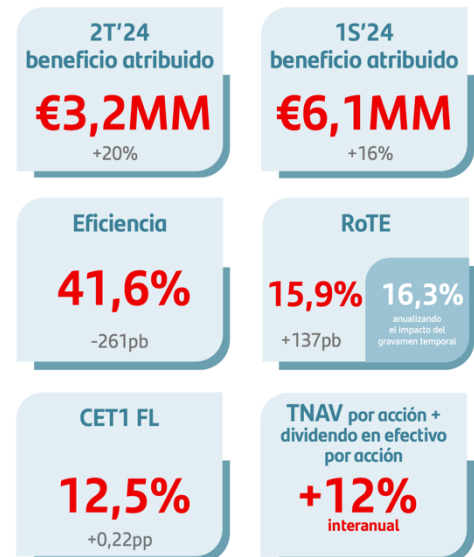 2T'24
beneficio atribuido
€3,2MM
+20%
1S'24
beneficio atribuido
€6,1MM
+16%
Eficiencia
41,6%
-261pb
RoTE
15,9%
+137pb
16,3%
anualizando
el impacto del
gravamen temporal
CET1 FL
12,5%
+0,22pp
TNAV por acción +
dividendo en efectivo
por acción
+12%
interanual